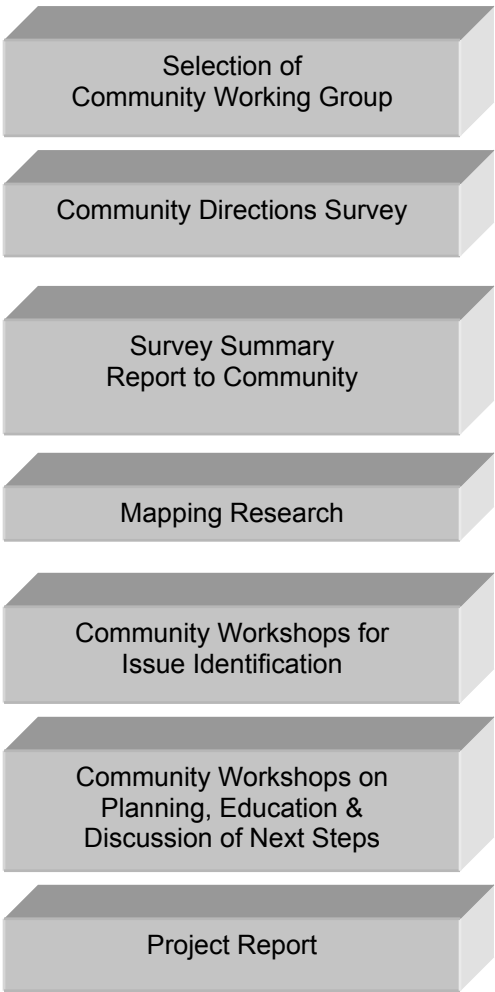 Selection of
Community Working Group
Community Directions Survey
Survey Summary
Report to Community
Mapping Research
Community Workshops for
Issue Identification
Community Workshops on
Planning, Education &
Discussion of Next Steps
Project Report